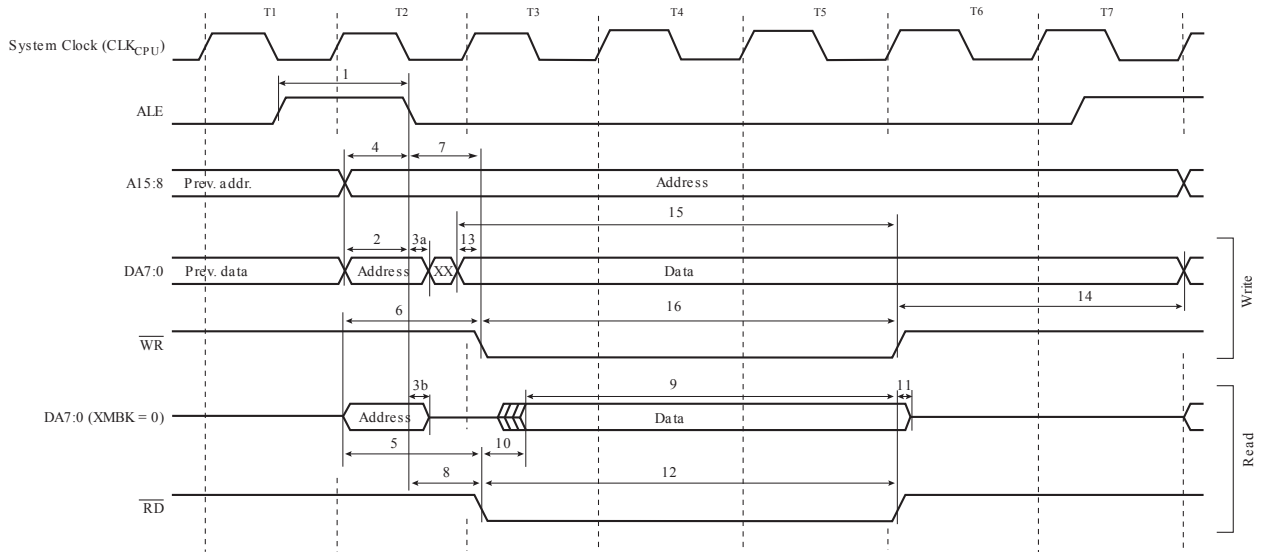 T1 T2 T3 T4 T5 T6 T7
System Clock (CLKCPU)
1
ALE
4 7
A15:8 Prev. addr. Address
15
2 3a 13
DA7:0 Prev. data Address XX Data
14
6 16
WR
Write
3b 9 11
DA7:0 (XMBK = 0) Address Data
5 10
8 12
RD
Read